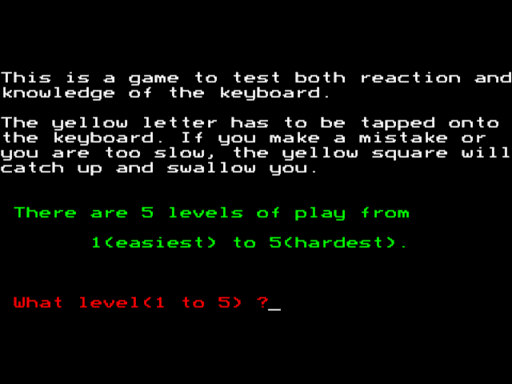 This is a game to test both reaction and
knowledge of the keyboard.
The yellow letter has to be tapped onto
the keyboard. If you make a mistake or
you are too slow, the yellow square will
catch up and swallow you.
There are 5 levels of play from
1(easiest) to 5(hardest).
What level(1 to 5) ?_